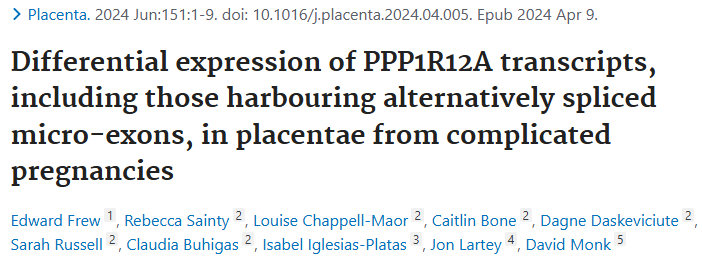 Placenta. 2024 Jun:151:1-9. doi: 10.1016/j.placenta.2024.04.005. Epub 2024 Apr 9.
Differential expression of PPP1R12A transcripts,
including those harbouring alternatively spliced
micro-exons, in placentae from complicated
pregnancies
Edward Frew 1, Rebecca Sainty 2, Louise Chappell-Maor 2, Caitlin Bone 2, Dagne Daskeviciute 2,
Sarah Russell 2, Claudia Buhigas 2, Isabel Iglesias-Platas 3, Jon Lartey 4, David Monk 5